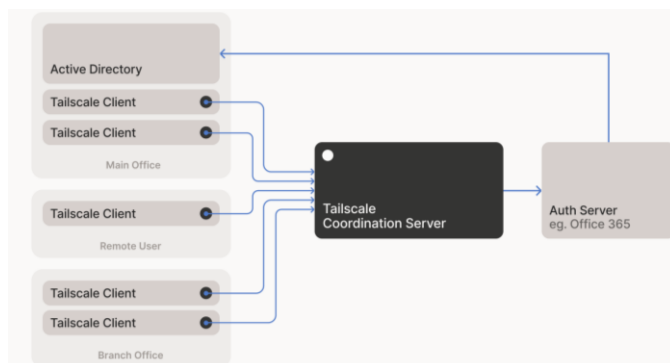 Active Directory
Tailscale Client
Tailscale Client
Main Office
Tailscale Client
Remote User
Tailscale Client
Tailscale Client
Branch Office
Tailscale
Coordination Server
Auth Server
eg. Office 365